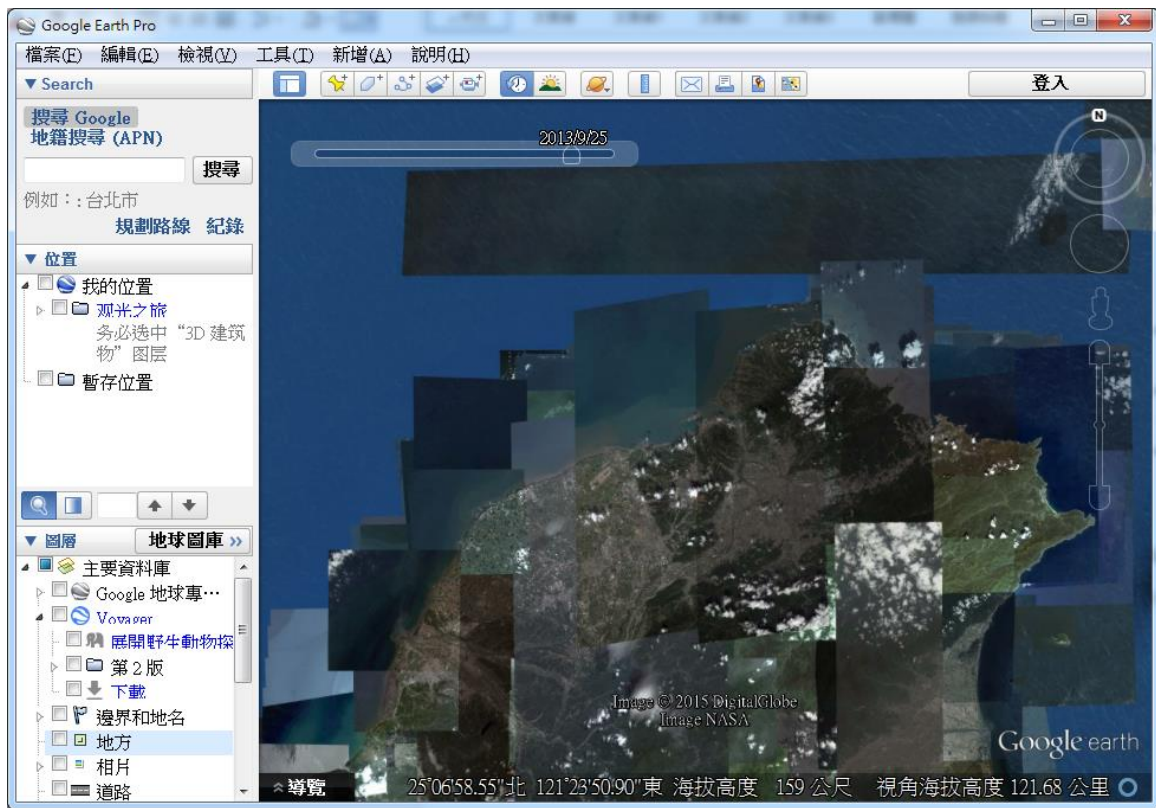 Google Earth Pro
檔案(F) 編輯(E) 檢視(V) 工具(T) 新增(A) 說明(H)
▼ Search
登入
搜尋 Google
地籍搜尋 (APN)
搜尋
例如：: 台北市
規劃路線 紀錄
▼ 位置
我的位置
观光之旅
务必选中“3D 建筑
物”图层
暫存位置
▼ 圖層
地球圖庫 »
主要資料庫
Google 地球專…
Voyager
展開野生動物探
第 2 版
下載
邊界和地名
地方
相片
道路
2013/9/25
N
Image © 2015 DigitalGlobe
Image NASA
Google earth
導覽
25°06'58.55"北 121°23'50.90"東 海拔高度 159 公尺 視角海拔高度 121.68 公里